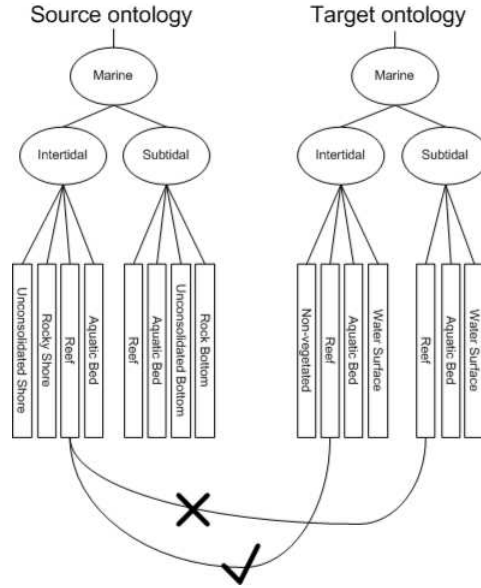 Source ontology
Target ontology
Marine
Marine
Intertidal
Subtidal
Intertidal
Subtidal
Unconsolidated Shore
Rocky Shore
Reef
Aquatic Bed
Reef
Aquatic Bed
Unconsolidated Bottom
Rock Bottom
Non-vegetated
Reef
Aquatic Bed
Water Surface
Reef
Aquatic Bed
Water Surface